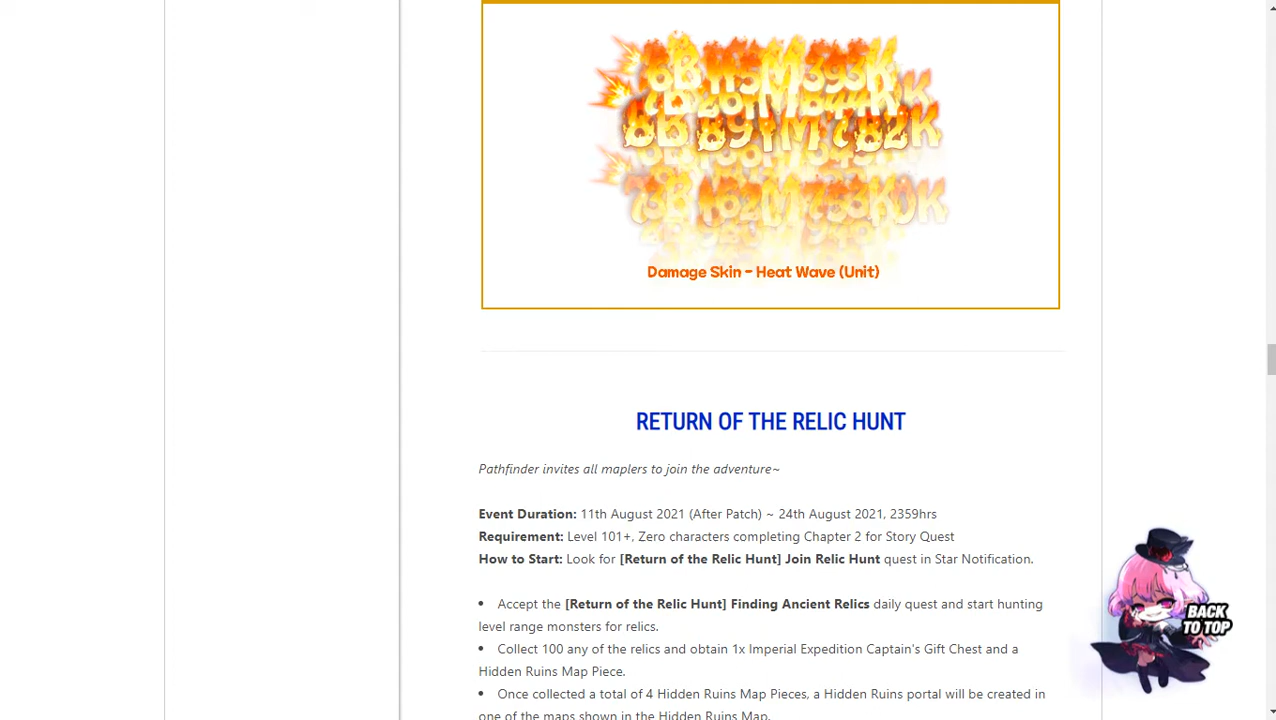 8B 891M 782K
Damage Skin - Heat Wave (Unit)
RETURN OF THE RELIC HUNT
Pathfinder invites all maplers to join the adventure~
Event Duration: 11th August 2021 (After Patch) ~ 24th August 2021, 2359hrs
Requirement: Level 101+, Zero characters completing Chapter 2 for Story Quest
How to Start: Look for [Return of the Relic Hunt] Join Relic Hunt quest in Star Notification.
• Accept the [Return of the Relic Hunt] Finding Ancient Relics daily quest and start hunting
level range monsters for relics.
• Collect 100 any of the relics and obtain 1x Imperial Expedition Captain's Gift Chest and a
Hidden Ruins Map Piece.
• Once collected a total of 4 Hidden Ruins Map Pieces, a Hidden Ruins portal will be created in
one of the maps shown in the Hidden Ruins Map.
BACK
TO TOP